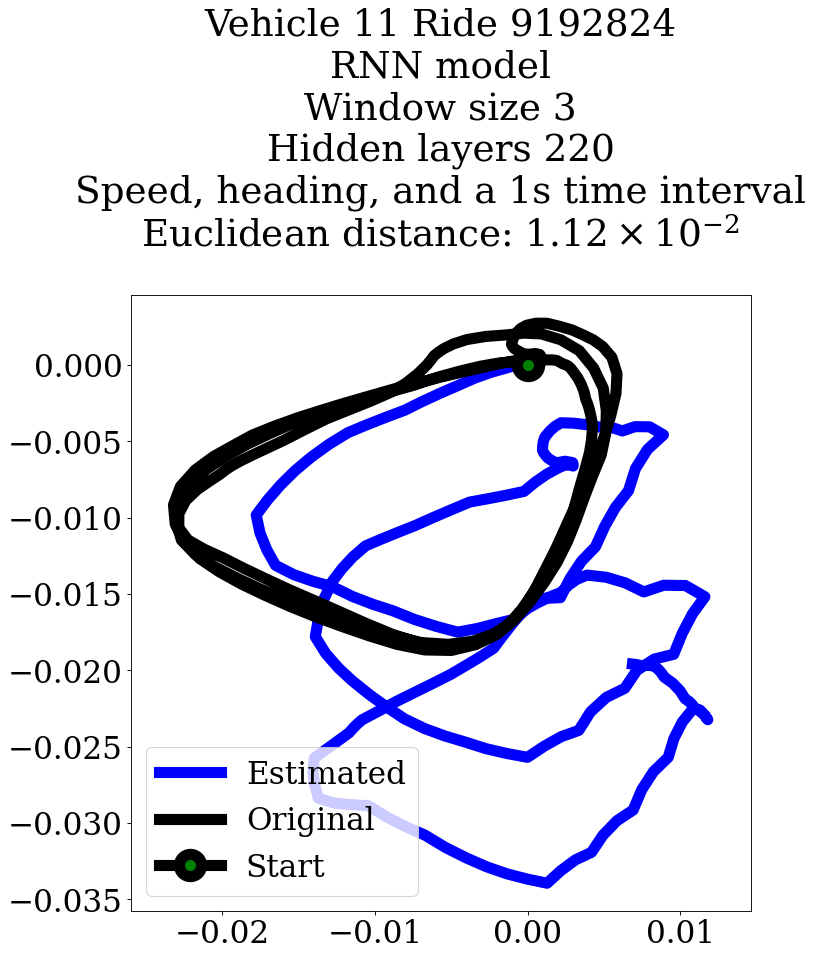 Vehicle 11 Ride 9192824
RNN model
Window size 3
Hidden layers 220
Speed, heading, and a 1s time interval
Euclidean distance: 1.12 × 10⁻²
0.000
−0.005
−0.010
−0.015
−0.020
−0.025
−0.030
−0.035
Estimated
Original
Start
−0.02
−0.01
0.00
0.01